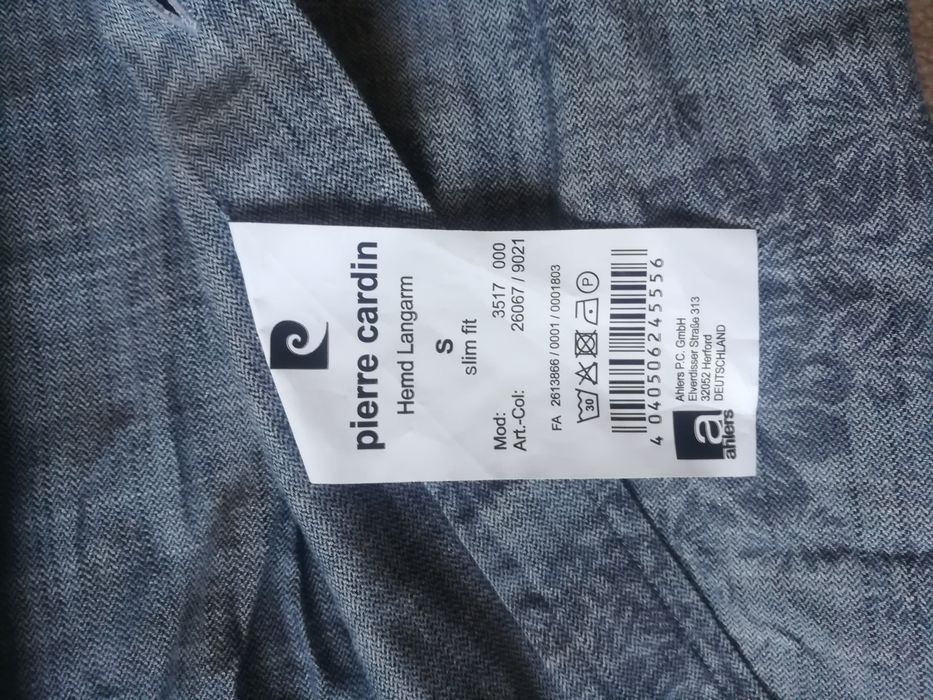 pierre cardin
Hemd Langarm
S
slim fit
Mod: 3517 000
Art.-Col: 26067 / 9021
FA 2613866 / 0001 / 0001803
30 P
4 040506 245556
a
ahlers
Ahlers P.C. GmbH
Elverdisser Straße 313
32052 Herford
DEUTSCHLAND